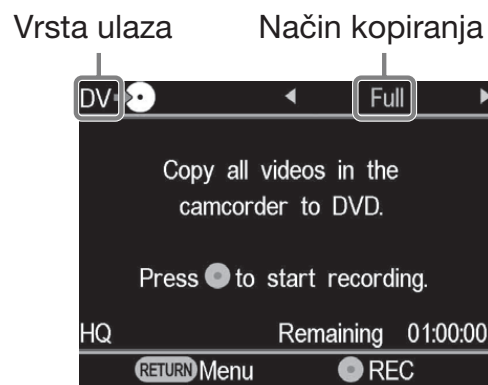 Vrsta ulaza Način kopiranja
DV Full
Copy all videos in the
camcorder to DVD.
Press to start recording.
HQ Remaining 01:00:00
RETURN Menu REC